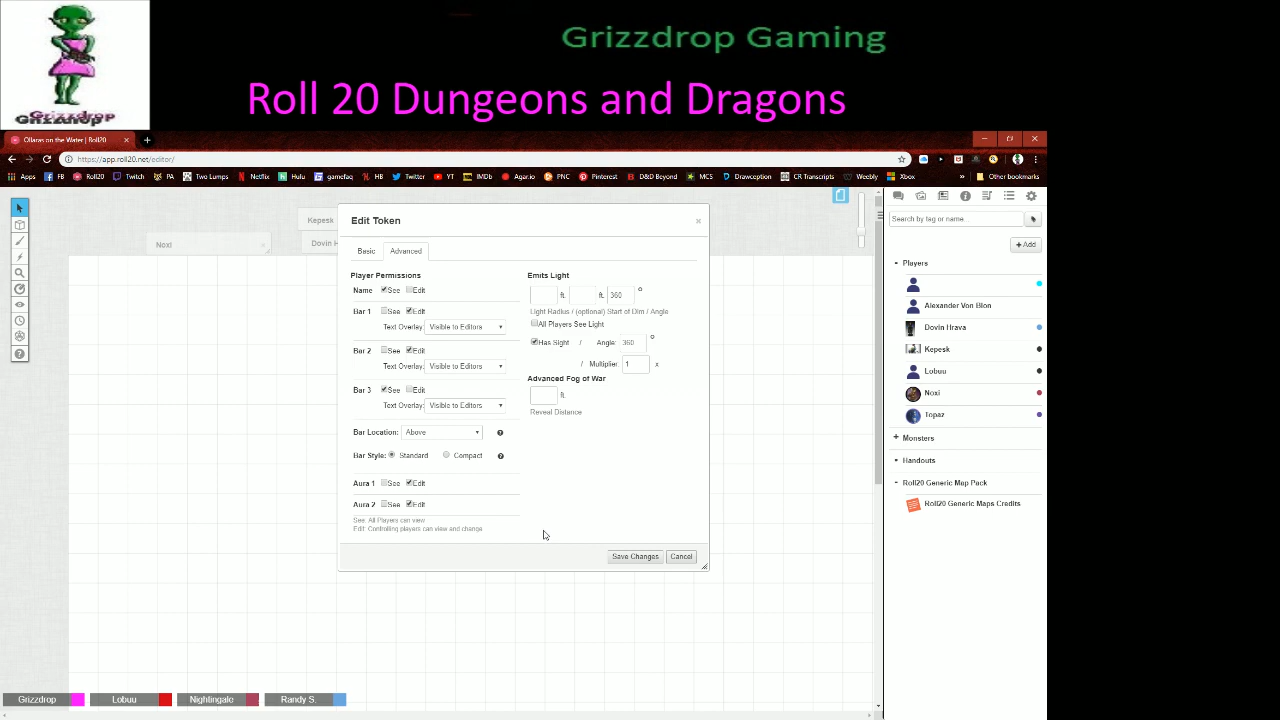 Grizzdrop Gaming
Roll 20 Dungeons and Dragons
Grizzdrop
Grizzdrop
Ollaras on the Water | Roll20
https://app.roll20.net/editor/
Apps FB Roll20 Twitch PA Two Lumps Netflix Hulu gamefaq HB Twitter YT IMDb Agar.io PNC Pinterest D&D Beyond MCS Drawception CR Transcripts Weebly Xbox » Other bookmarks
Kepesk
Noxi
Dovin H
Edit Token
Basic Advanced
Player Permissions
Name See Edit
Bar 1 See Edit
Text Overlay: Visible to Editors
Bar 2 See Edit
Text Overlay: Visible to Editors
Bar 3 See Edit
Text Overlay: Visible to Editors
Bar Location: Above
Bar Style: Standard Compact
Aura 1 See Edit
Aura 2 See Edit
See: All Players can view
Edit: Controlling players can view and change
Emits Light
ft. ft. 360 °
Light Radius / (optional) Start of Dim / Angle
All Players See Light
Has Sight / Angle: 360 °
/ Multiplier: 1 x
Advanced Fog of War
ft.
Reveal Distance
Save Changes Cancel
Search by tag or name...
+ Add
Players
Alexander Von Blon
Dovin Hrava
Kepesk
Lobuu
Noxi
Topaz
Monsters
Handouts
Roll20 Generic Map Pack
Roll20 Generic Maps Credits
Grizzdrop Lobuu Nightingale Randy S.